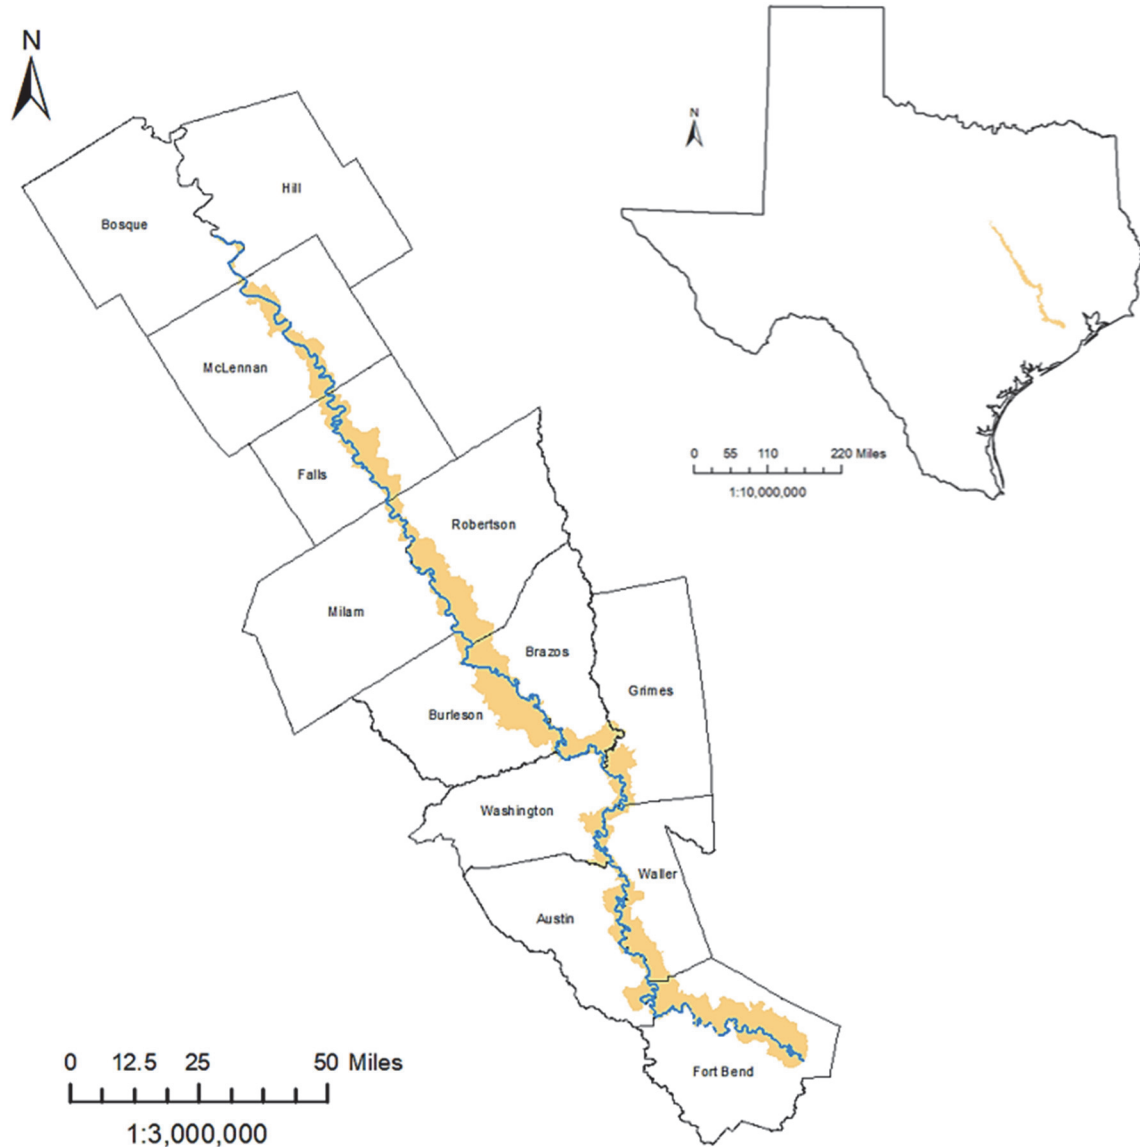 N
N
Hill
Bosque
McLennan
Falls
Robertson
Milam
Brazos
Grimes
Burleson
Washington
Waller
Austin
Fort Bend
0 55 110 220 Miles
1:10,000,000
0 12.5 25 50 Miles
1:3,000,000